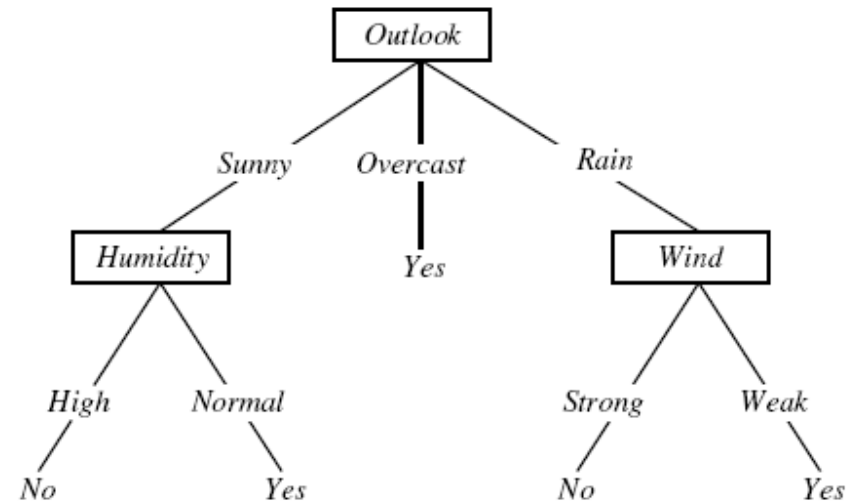 Outlook
Sunny Overcast Rain
Humidity Yes Wind
High Normal Strong Weak
No Yes No Yes